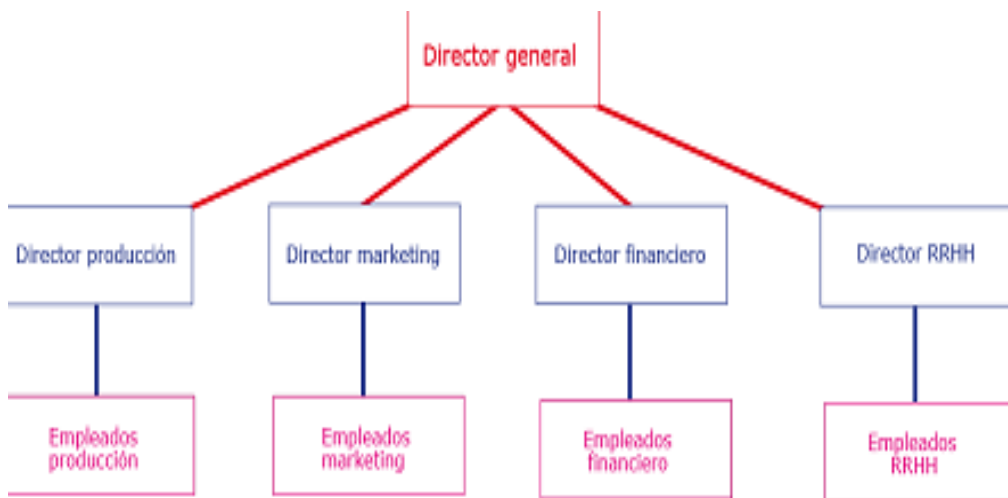 Director general
Director producción
Director marketing
Director financiero
Director RRHH
Empleados
producción
Empleados
marketing
Empleados
financiero
Empleados
RRHH